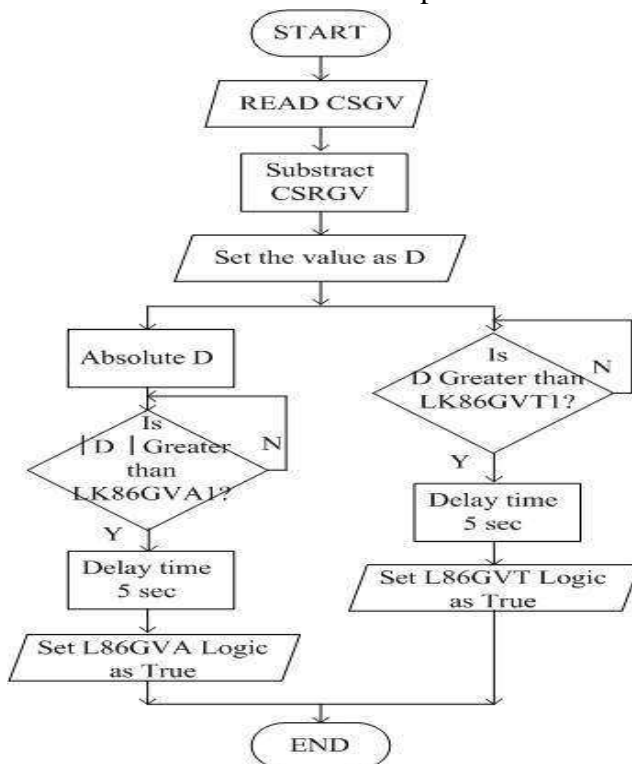 START
READ CSGV
Substract
CSRGV
Set the value as D
Absolute D
Is
|D | Greater
than
LK86GVA1?
N
Y
Delay time
5 sec
Set L86GVA Logic
as True
Is
D Greater than
LK86GVT1?
N
Y
Delay time
5 sec
Set L86GVT Logic
as True
END